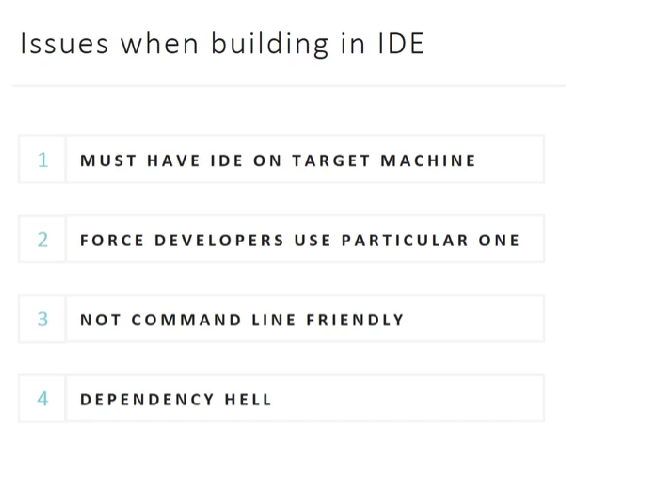 Issues when building in IDE
1 MUST HAVE IDE ON TARGET MACHINE
2 FORCE DEVELOPERS USE PARTICULAR ONE
3 NOT COMMAND LINE FRIENDLY
4 DEPENDENCY HELL